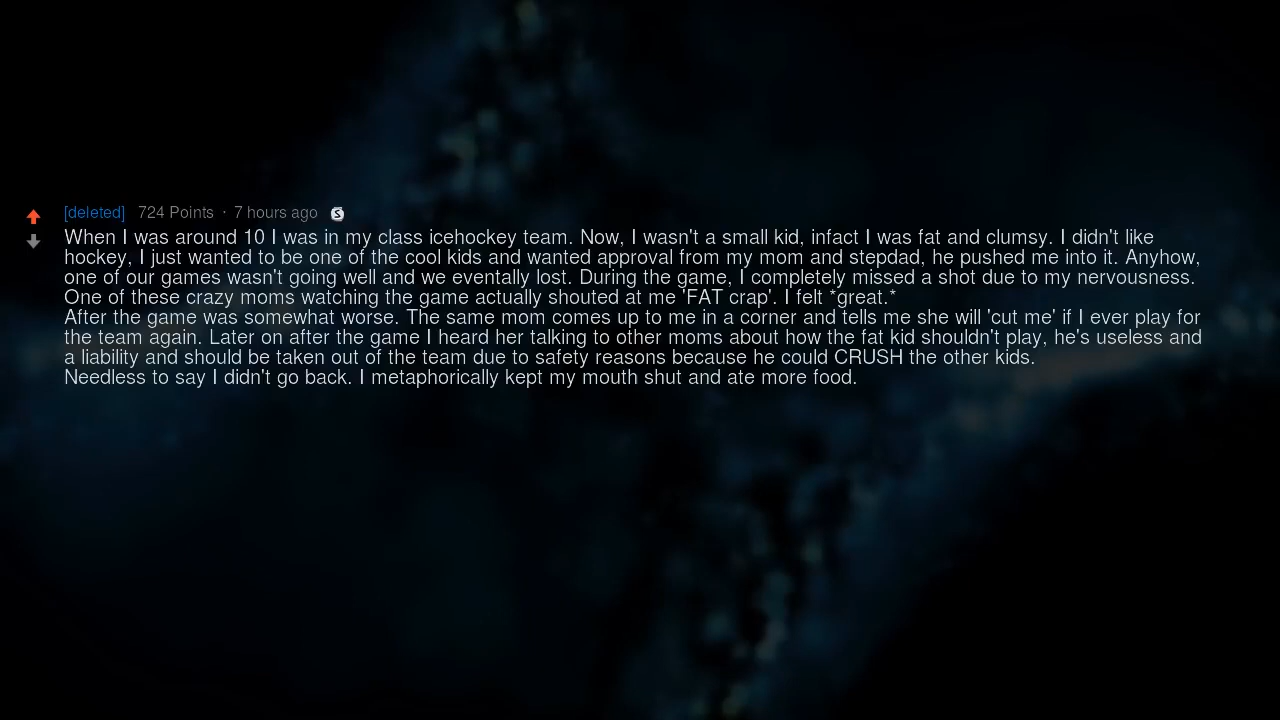 [deleted] 724 Points · 7 hours ago S
When I was around 10 I was in my class icehockey team. Now, I wasn't a small kid, infact I was fat and clumsy. I didn't like
hockey, I just wanted to be one of the cool kids and wanted approval from my mom and stepdad, he pushed me into it. Anyhow,
one of our games wasn't going well and we eventally lost. During the game, I completely missed a shot due to my nervousness.
One of these crazy moms watching the game actually shouted at me 'FAT crap'. I felt *great.*
After the game was somewhat worse. The same mom comes up to me in a corner and tells me she will 'cut me' if I ever play for
the team again. Later on after the game I heard her talking to other moms about how the fat kid shouldn't play, he's useless and
a liability and should be taken out of the team due to safety reasons because he could CRUSH the other kids.
Needless to say I didn't go back. I metaphorically kept my mouth shut and ate more food.